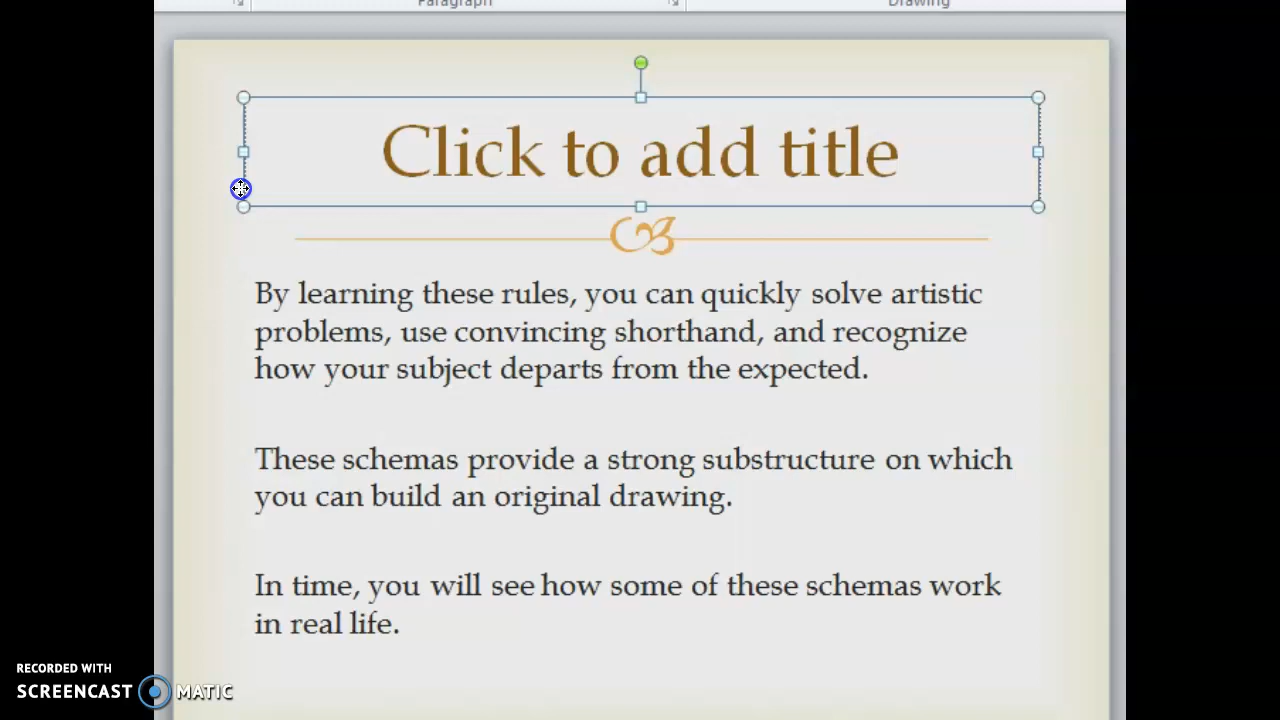 Paragraph
Drawing
Click to add title
By learning these rules, you can quickly solve artistic
problems, use convincing shorthand, and recognize
how your subject departs from the expected.
These schemas provide a strong substructure on which
you can build an original drawing.
In time, you will see how some of these schemas work
in real life.
RECORDED WITH
SCREENCAST MATIC